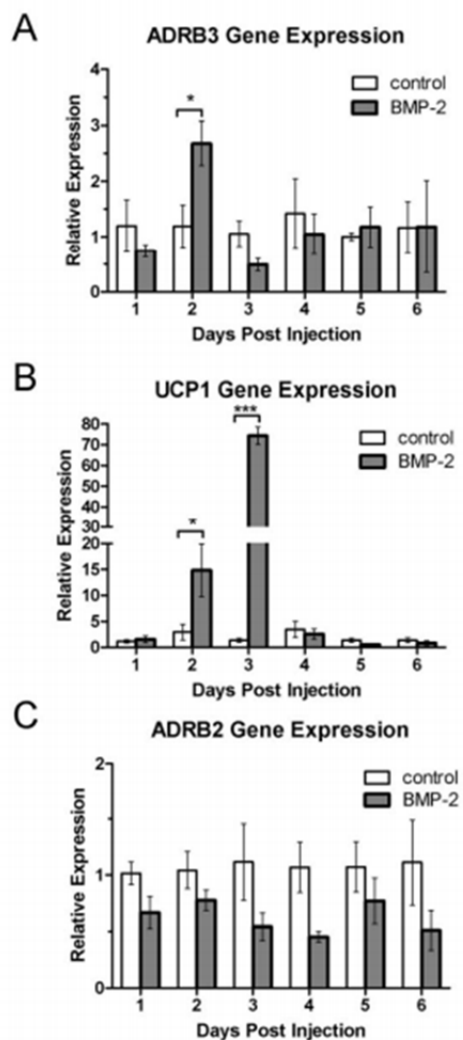 A
ADRB3 Gene Expression
control
BMP-2
*
Relative Expression
4
3
2
1
0
1 2 3 4 5 6
Days Post Injection
B
UCP1 Gene Expression
control
BMP-2
***
*
Relative Expression
80
70
60
50
40
30
20
15
10
5
0
1 2 3 4 5 6
Days Post Injection
C
ADRB2 Gene Expression
control
BMP-2
Relative Expression
2
1
0
1 2 3 4 5 6
Days Post Injection